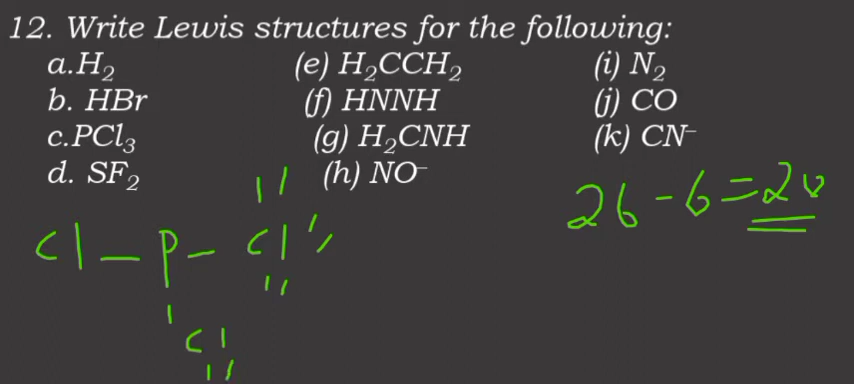 12. Write Lewis structures for the following:
a.H₂ (e) H₂CCH₂ (i) N₂
b. HBr (f) HNNH (j) CO
c.PCl₃ (g) H₂CNH (k) CN⁻
d. SF₂ (h) NO⁻
26-6=20
Cl-P-Cl
Cl